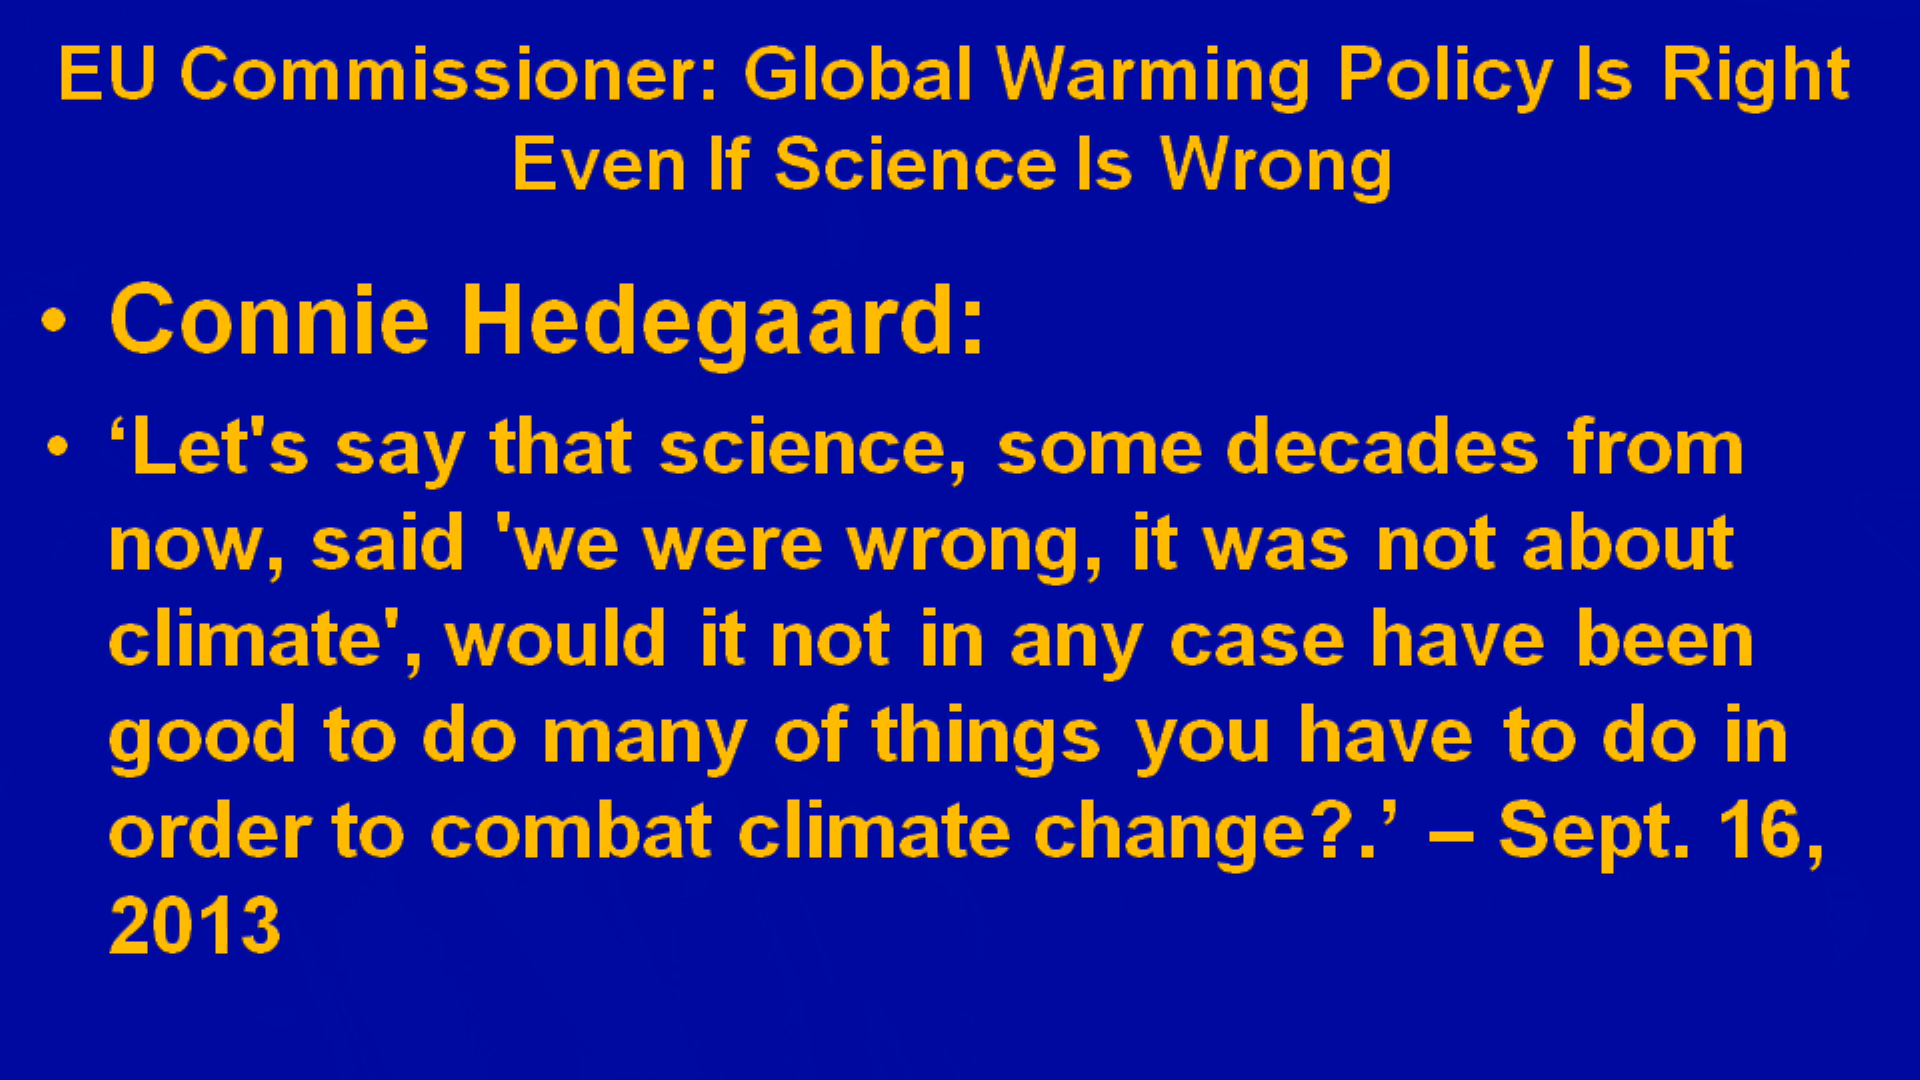 EU Commissioner: Global Warming Policy Is Right
Even If Science Is Wrong
• Connie Hedegaard:
• ‘Let's say that science, some decades from
now, said 'we were wrong, it was not about
climate', would it not in any case have been
good to do many of things you have to do in
order to combat climate change?.’ – Sept. 16,
2013